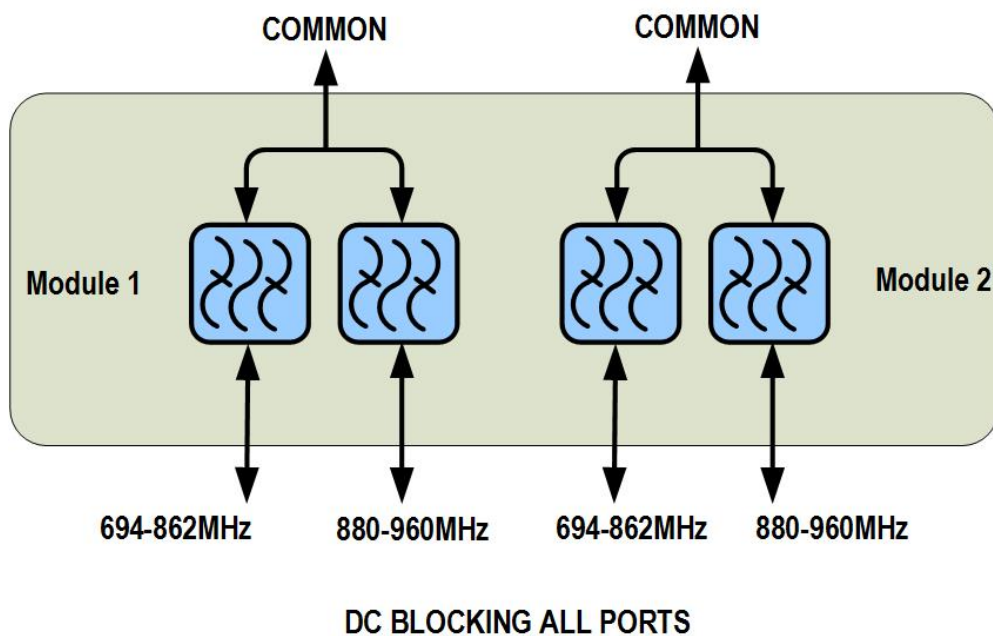 COMMON
COMMON
Module 1
Module 2
694-862MHz
880-960MHz
694-862MHz
880-960MHz
DC BLOCKING ALL PORTS